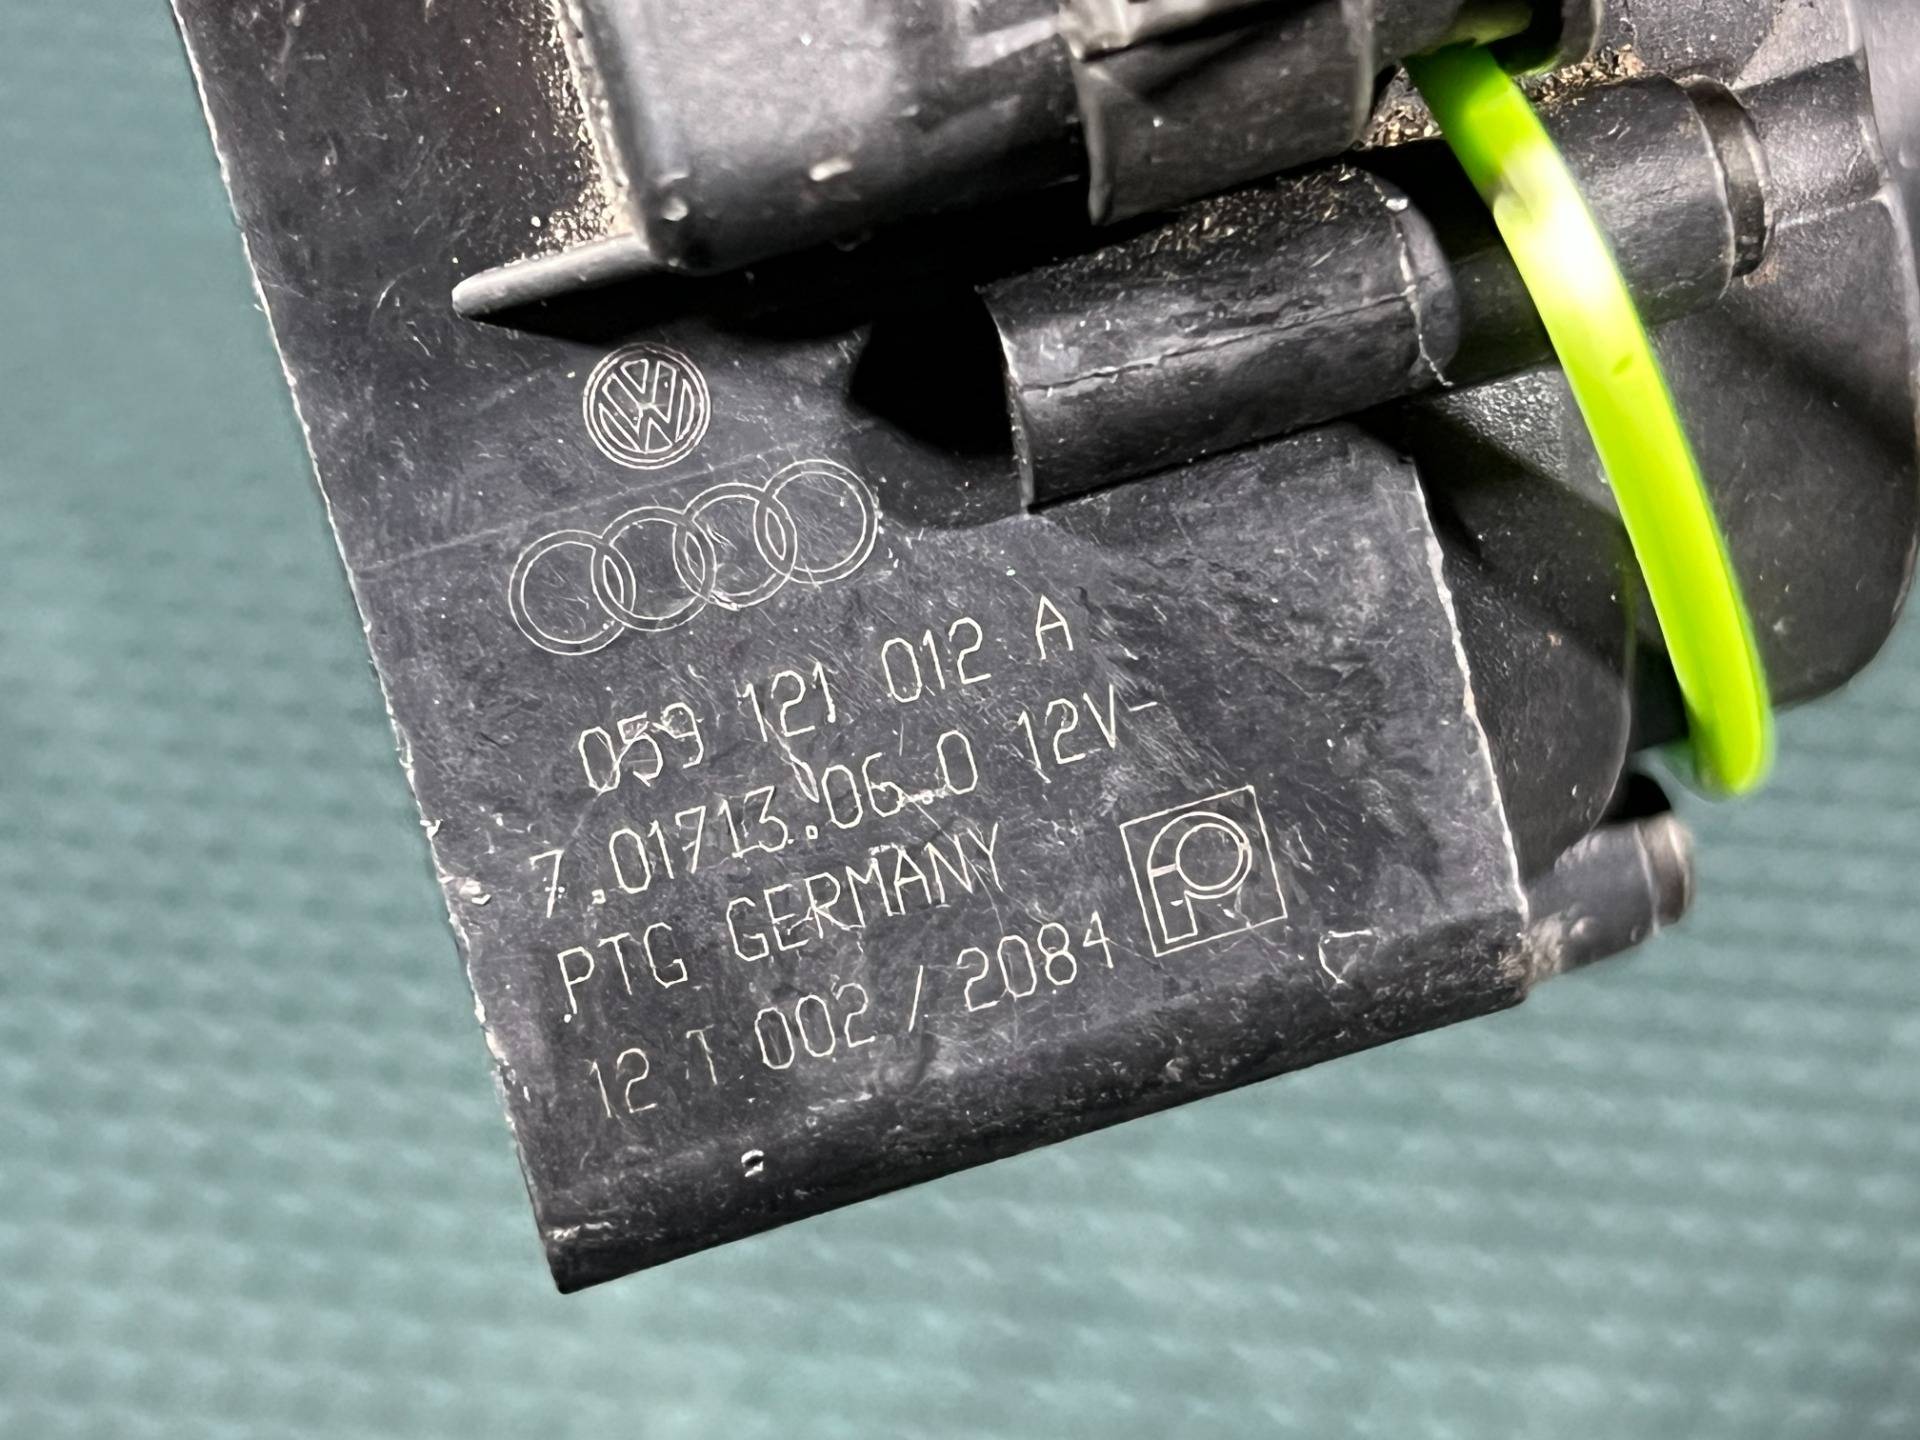 059 121 012 A
7.01713.06.0 12V-
PTG GERMANY
12 T 002 / 2084